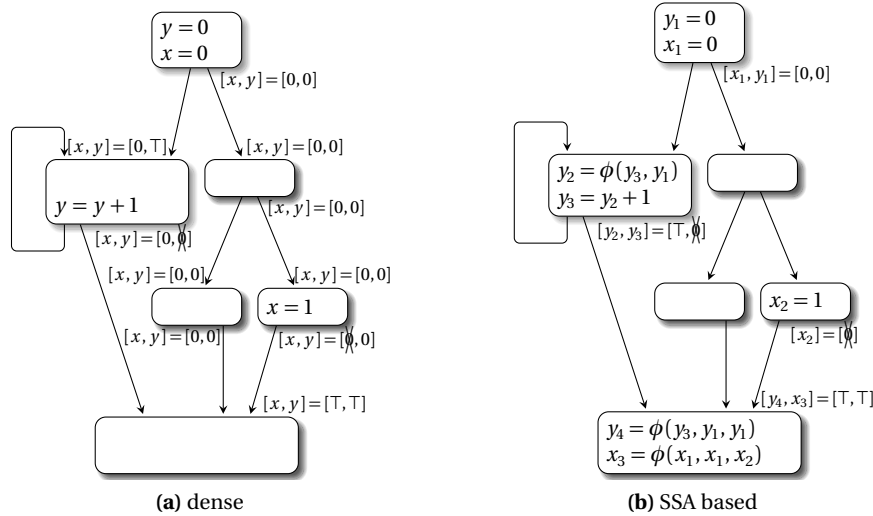 y = 0
x = 0
[x, y] = [0, 0]
[x, y] = [0, ⊤]
[x, y] = [0, 0]
y = y + 1
[x, y] = [0, 0]
[x, y] = [0, 0̸]
[x, y] = [0, 0]
[x, y] = [0, 0]
x = 1
[x, y] = [0, 0]
[x, y] = [0̸, 0]
[x, y] = [⊤, ⊤]
(a) dense
y₁ = 0
x₁ = 0
[x₁, y₁] = [0, 0]
y₂ = ϕ(y₃, y₁)
y₃ = y₂ + 1
[y₂, y₃] = [⊤, 0̸]
x₂ = 1
[x₂] = [0̸]
[y₄, x₃] = [⊤, ⊤]
y₄ = ϕ(y₃, y₁, y₁)
x₃ = ϕ(x₁, x₁, x₂)
(b) SSA based